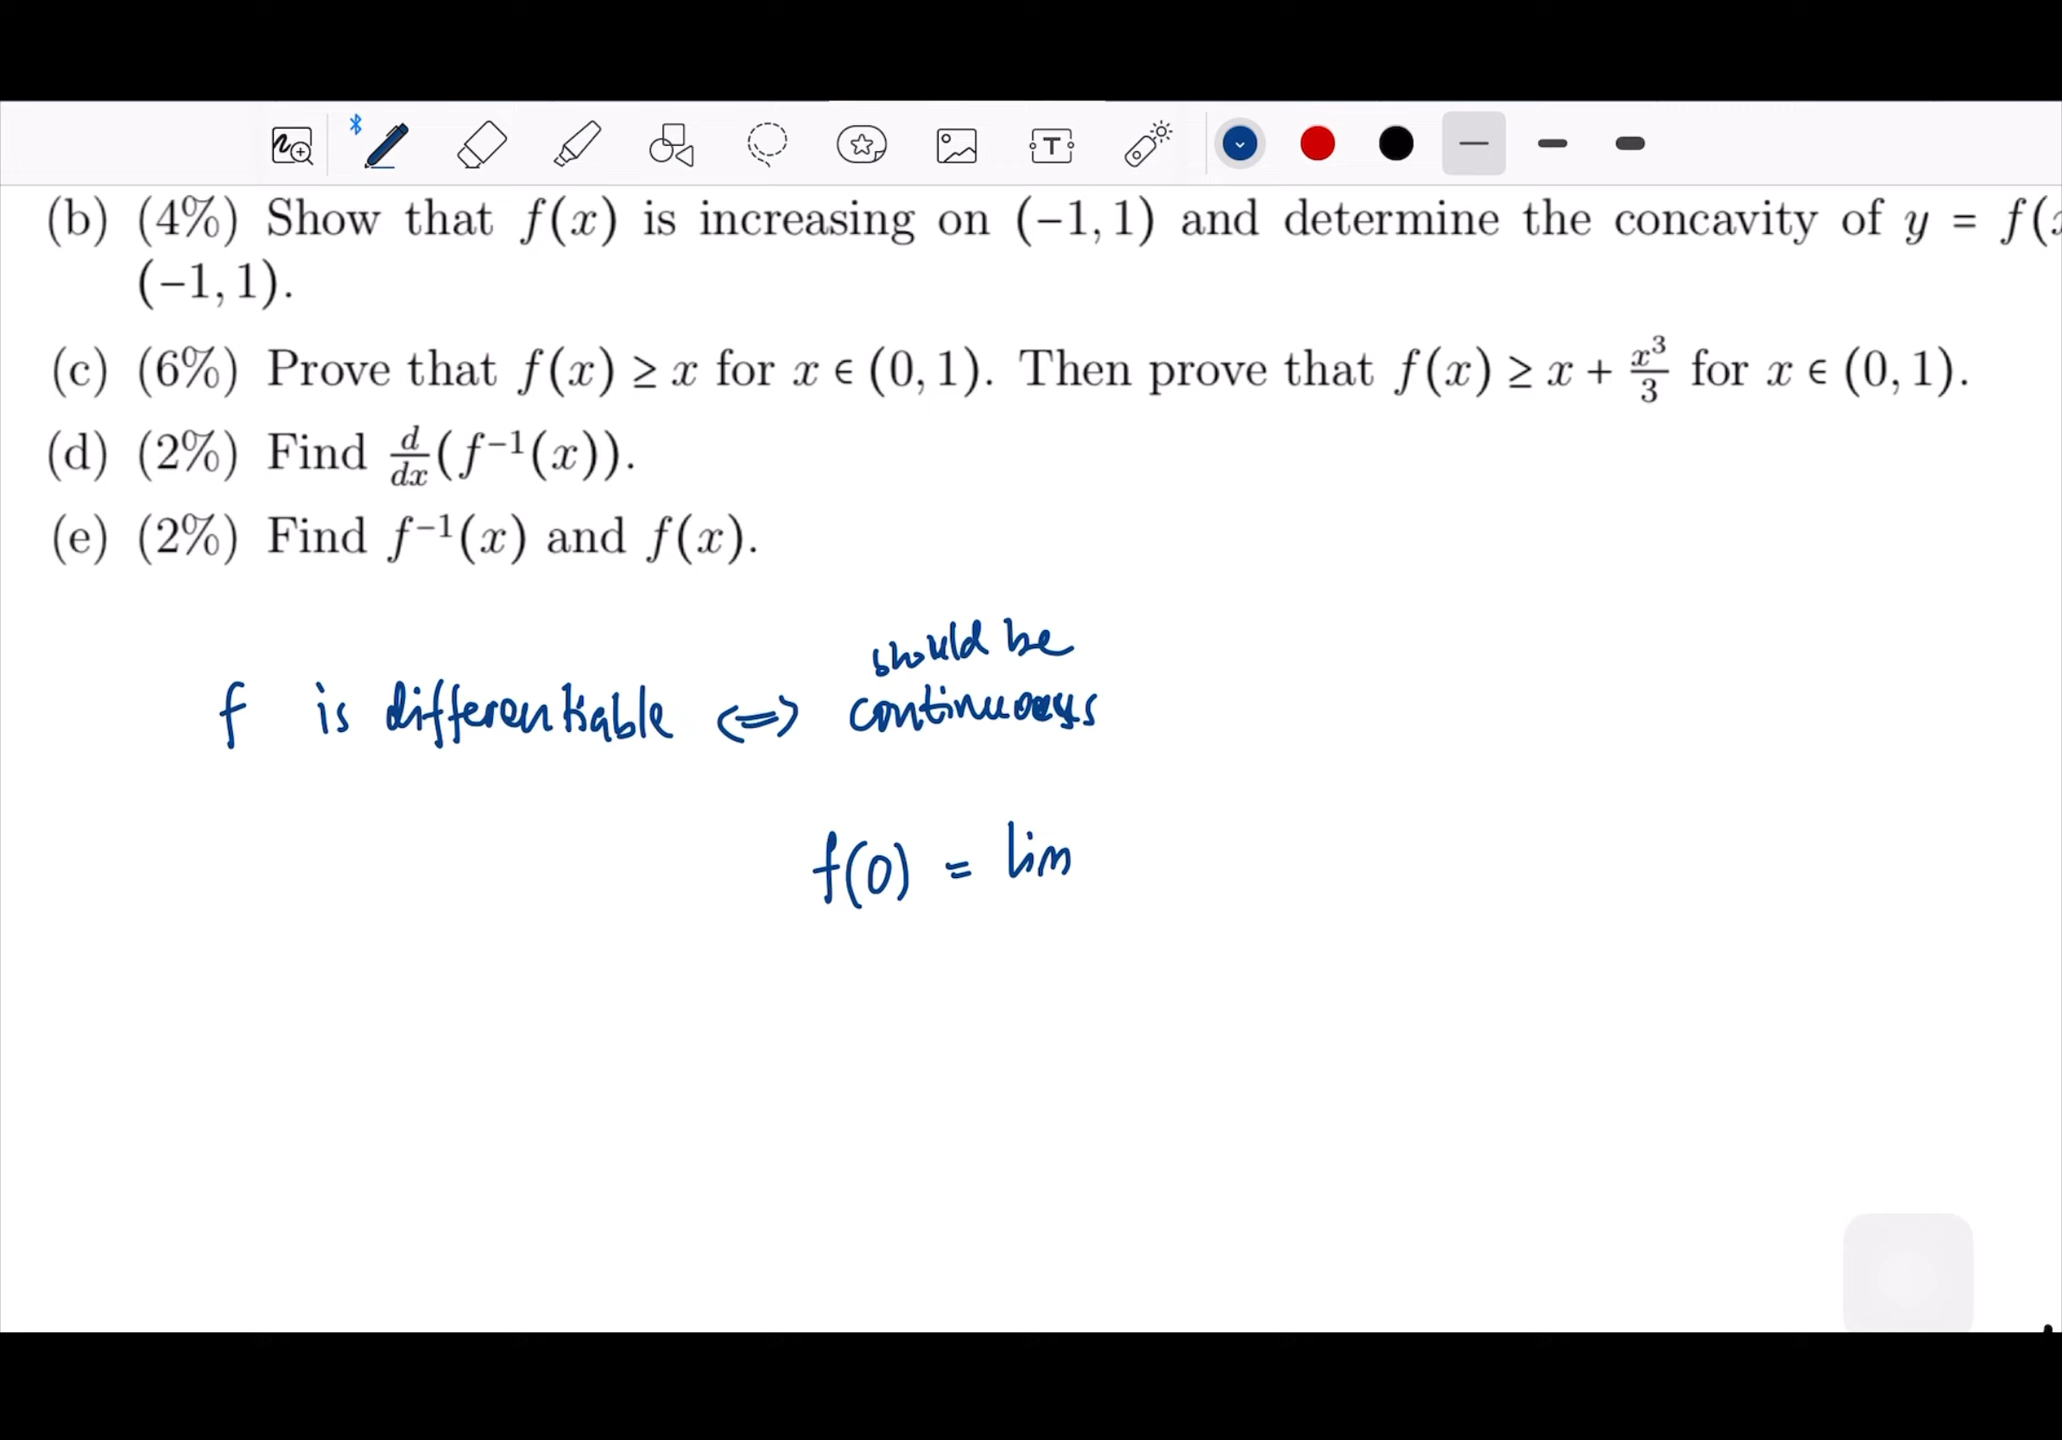 (b) (4%) Show that f(x) is increasing on (−1, 1) and determine the concavity of y = f(
(−1, 1).
(c) (6%) Prove that f(x) ≥ x for x ∈ (0, 1). Then prove that f(x) ≥ x + x³/3 for x ∈ (0, 1).
(d) (2%) Find d/dx (f⁻¹(x)).
(e) (2%) Find f⁻¹(x) and f(x).
should be
f is differentiable <=> continuous
f(0) = lim